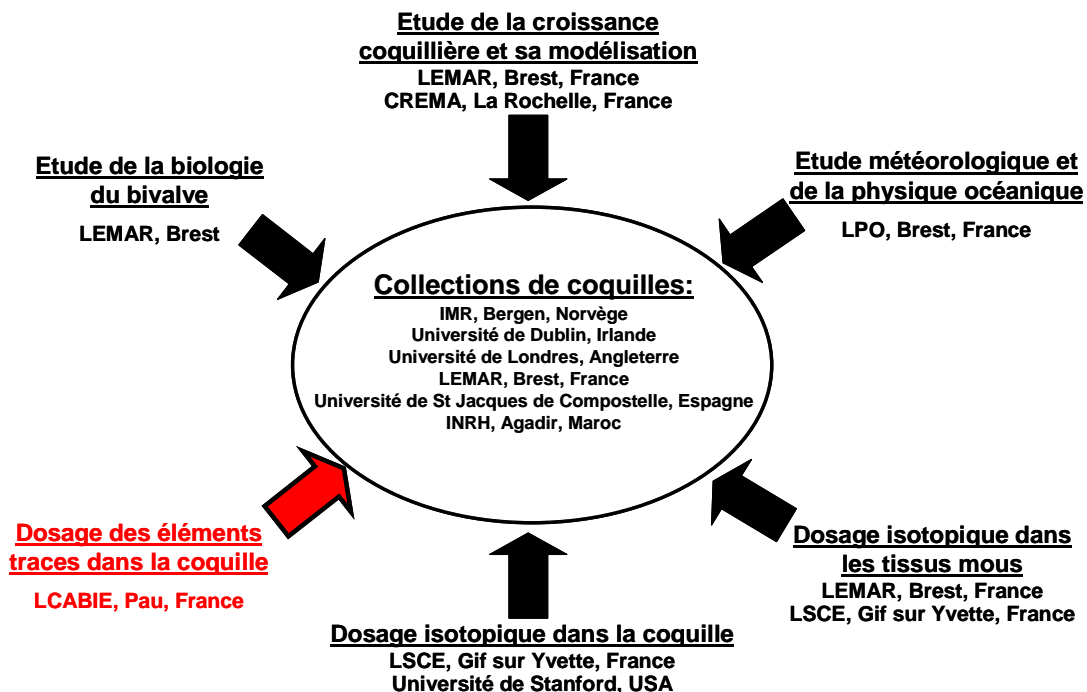 Etude de la croissance
coquillière et sa modélisation
LEMAR, Brest, France
CREMA, La Rochelle, France
Etude de la biologie
du bivalve
LEMAR, Brest
Etude météorologique et
de la physique océanique
LPO, Brest, France
Collections de coquilles:
IMR, Bergen, Norvège
Université de Dublin, Irlande
Université de Londres, Angleterre
LEMAR, Brest, France
Université de St Jacques de Compostelle, Espagne
INRH, Agadir, Maroc
Dosage des éléments
traces dans la coquille
LCABIE, Pau, France
Dosage isotopique dans
les tissus mous
LEMAR, Brest, France
LSCE, Gif sur Yvette, France
Dosage isotopique dans la coquille
LSCE, Gif sur Yvette, France
Université de Stanford, USA